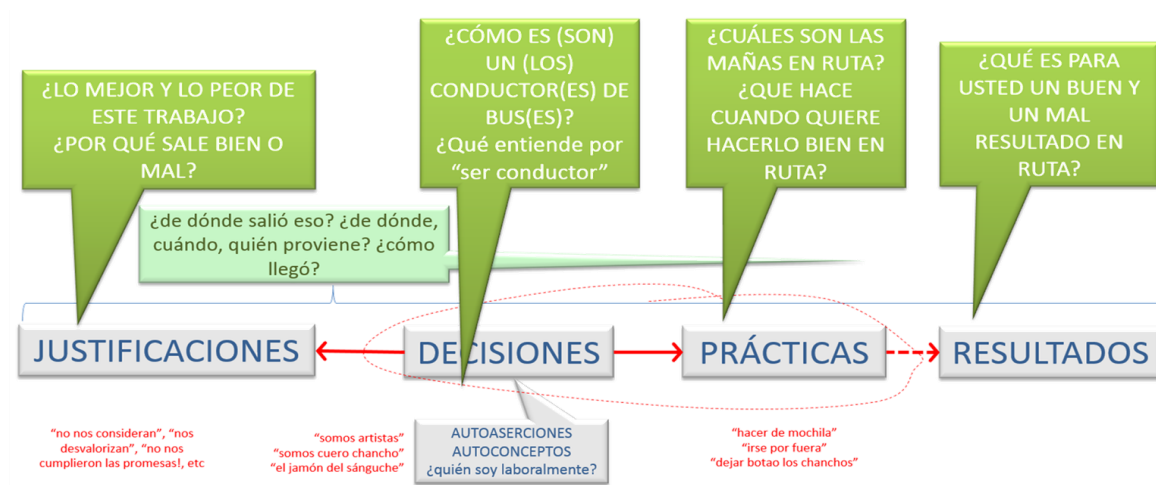 ¿LO MEJOR Y LO PEOR DE
ESTE TRABAJO?
¿POR QUÉ SALE BIEN O
MAL?
¿CÓMO ES (SON)
UN (LOS)
CONDUCTOR(ES) DE
BUS(ES)?
¿Qué entiende por
“ser conductor”
¿CUÁLES SON LAS
MAÑAS EN RUTA?
¿QUE HACE
CUANDO QUIERE
HACERLO BIEN EN
RUTA?
¿QUÉ ES PARA
USTED UN BUEN Y
UN MAL
RESULTADO EN
RUTA?
¿de dónde salió eso? ¿de dónde,
cuándo, quién proviene? ¿cómo
llegó?
JUSTIFICACIONES
DECISIONES
PRÁCTICAS
RESULTADOS
“no nos consideran”, “nos
desvalorizan”, “no nos
cumplieron las promesas!, etc
“somos artistas”
“somos cuero chancho”
“el jamón del sánguche”
AUTOASERCIONES
AUTOCONCEPTOS
¿quién soy laboralmente?
“hacer de mochila”
“irse por fuera”
“dejar botao los chanchos”